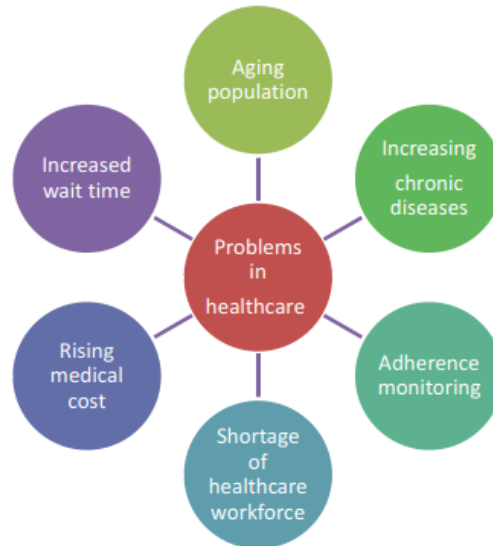 Aging
population
Increasing
chronic
diseases
Adherence
monitoring
Shortage
of
healthcare
workforce
Rising
medical
cost
Increased
wait time
Problems
in
healthcare